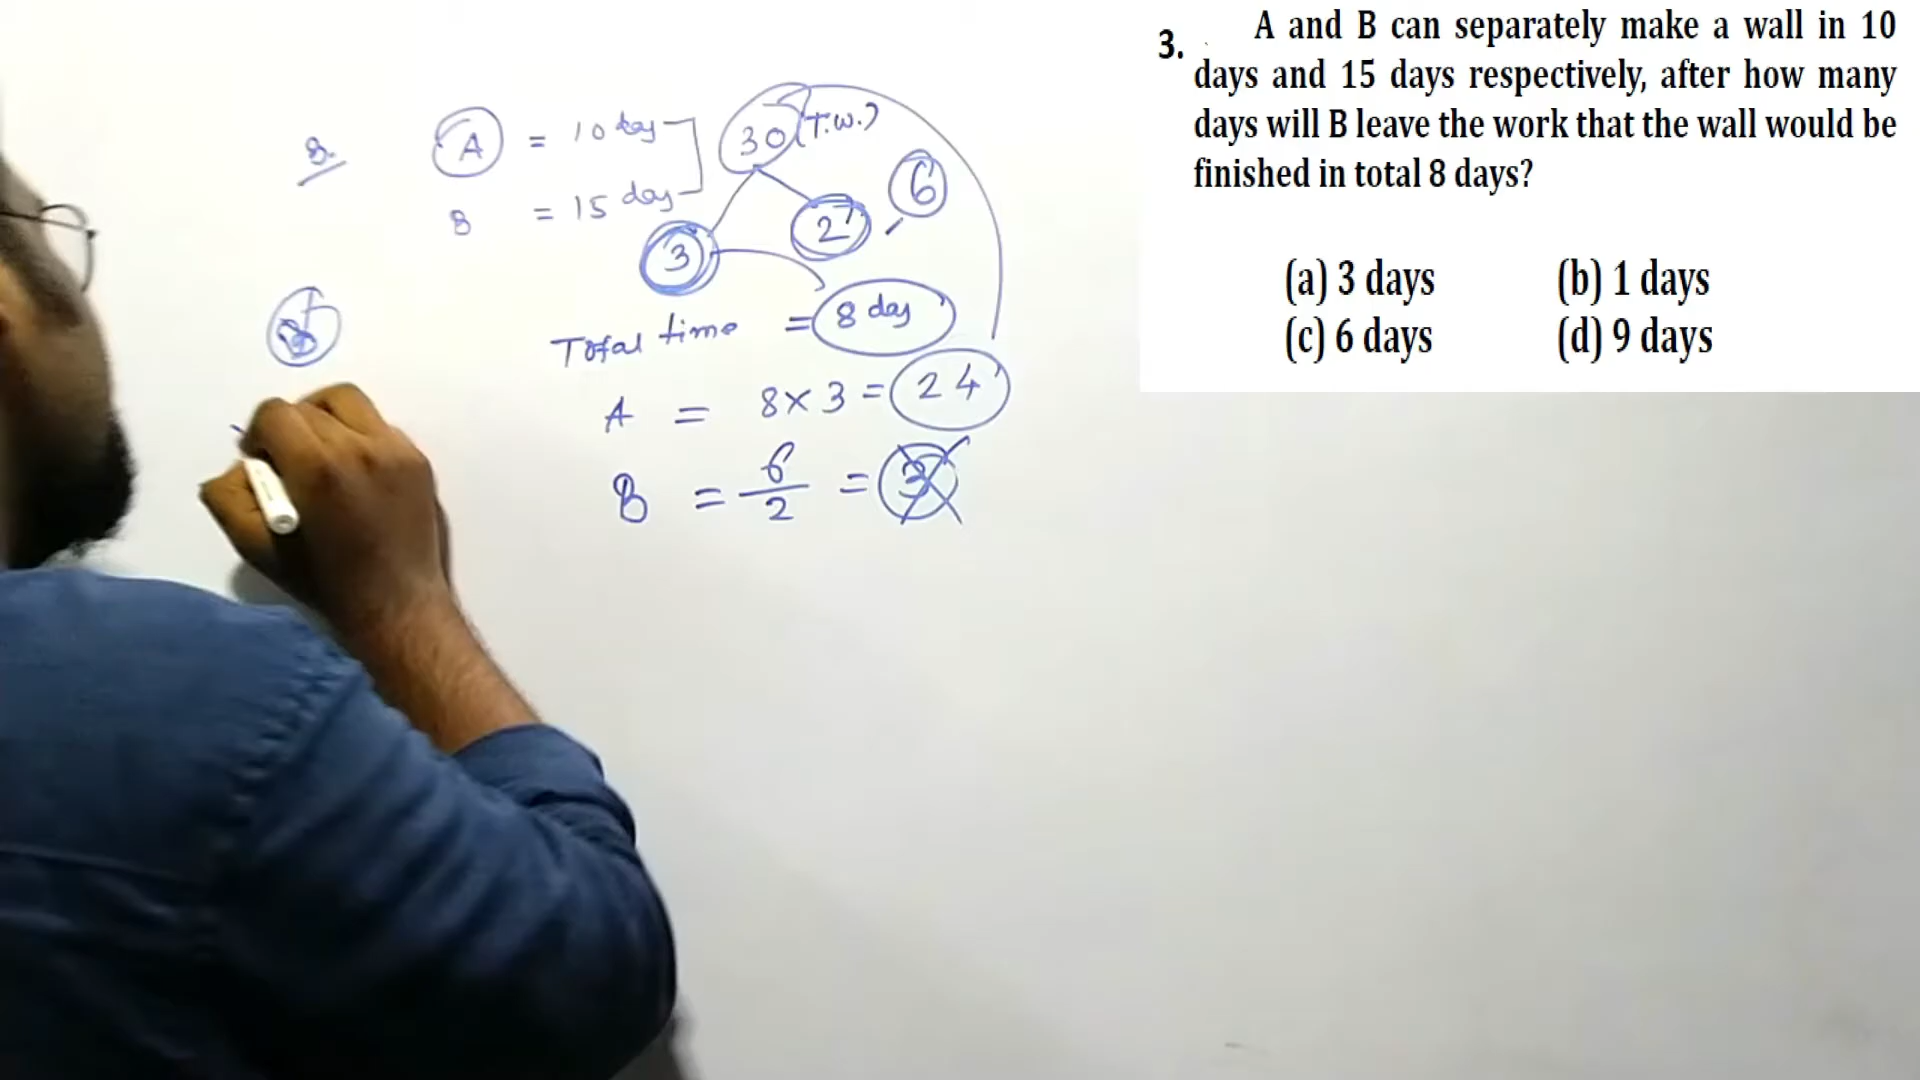 3. A and B can separately make a wall in 10
days and 15 days respectively, after how many
days will B leave the work that the wall would be
finished in total 8 days?
(a) 3 days (b) 1 days
(c) 6 days (d) 9 days
A = 10 day 30 (T.W.)
B = 15 day
3 2 6
Total time = 8 day
A = 8 × 3 = 24
B = 6/2 = 3